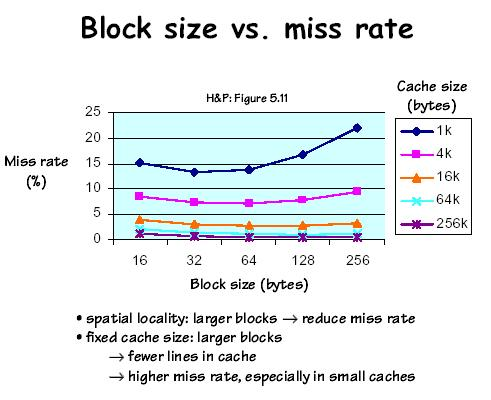 Block size vs. miss rate
H&P: Figure 5.11
Cache size
(bytes)
1k
4k
16k
64k
256k
Miss rate
(%)
25
20
15
10
5
0
16 32 64 128 256
Block size (bytes)
• spatial locality: larger blocks → reduce miss rate
• fixed cache size: larger blocks
→ fewer lines in cache
→ higher miss rate, especially in small caches